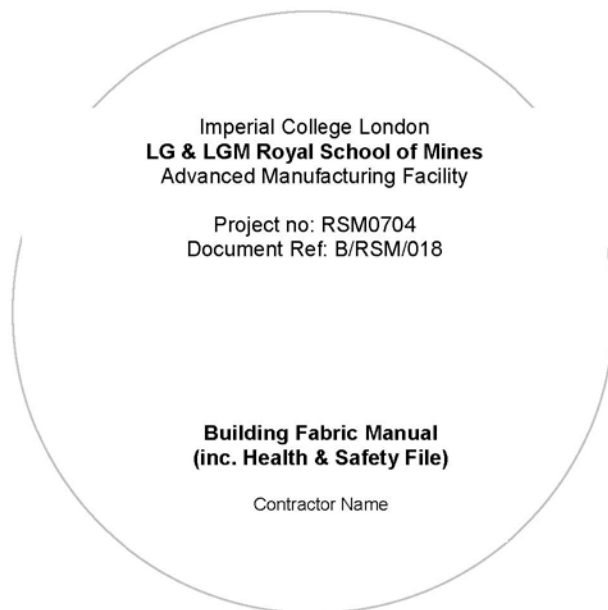 Imperial College London
LG & LGM Royal School of Mines
Advanced Manufacturing Facility
Project no: RSM0704
Document Ref: B/RSM/018
Building Fabric Manual
(inc. Health & Safety File)
Contractor Name